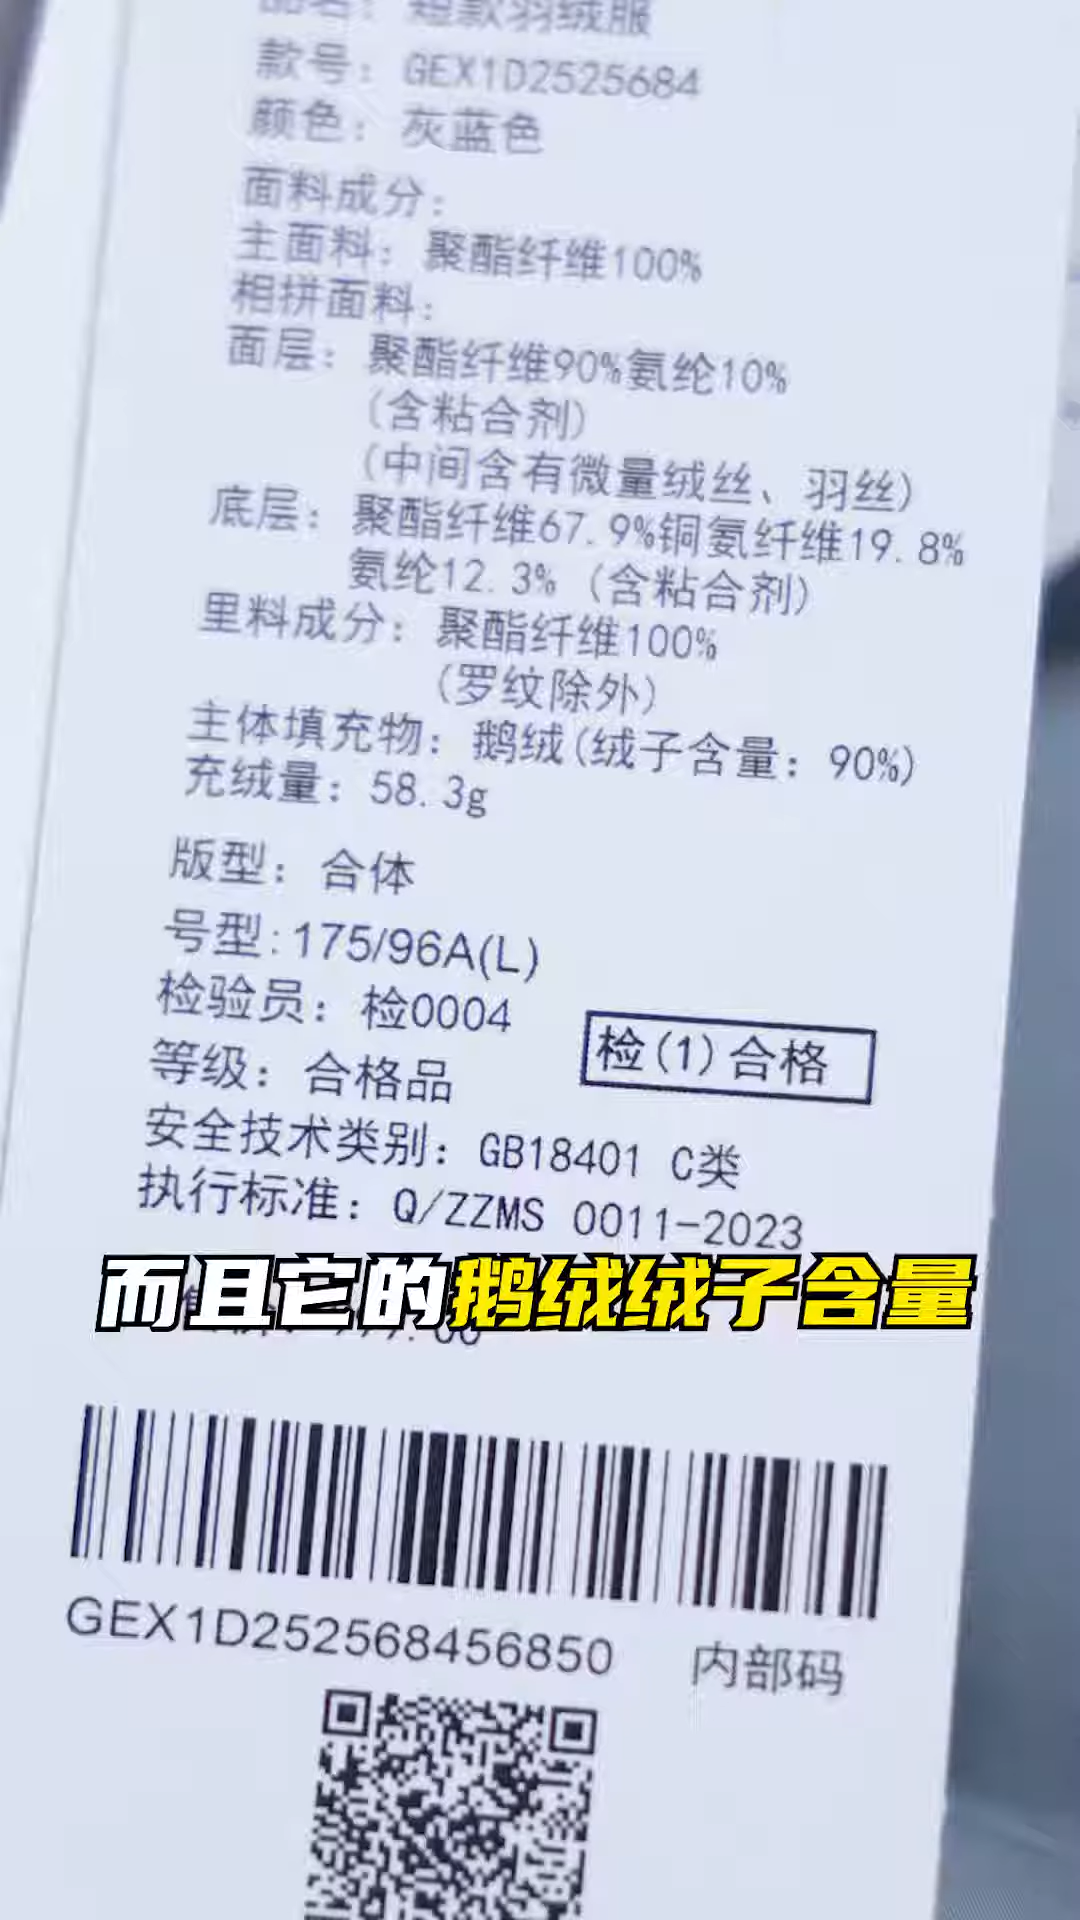 品名：短款羽绒服
款号：GEX1D2525684
颜色：灰蓝色
面料成分：
主面料：聚酯纤维100%
相拼面料：
面层：聚酯纤维90%氨纶10%
(含粘合剂)
(中间含有微量绒丝、羽丝)
底层：聚酯纤维67.9%铜氨纤维19.8%
氨纶12.3% (含粘合剂)
里料成分：聚酯纤维100%
(罗纹除外)
主体填充物：鹅绒(绒子含量：90%)
充绒量：58.3g
版型：合体
号型:175/96A(L)
检验员：检0004
检(1)合格
等级：合格品
安全技术类别：GB18401 C类
执行标准：Q/ZZMS 0011-2023
而且它的鹅绒绒子含量
GEX1D252568456850 内部码